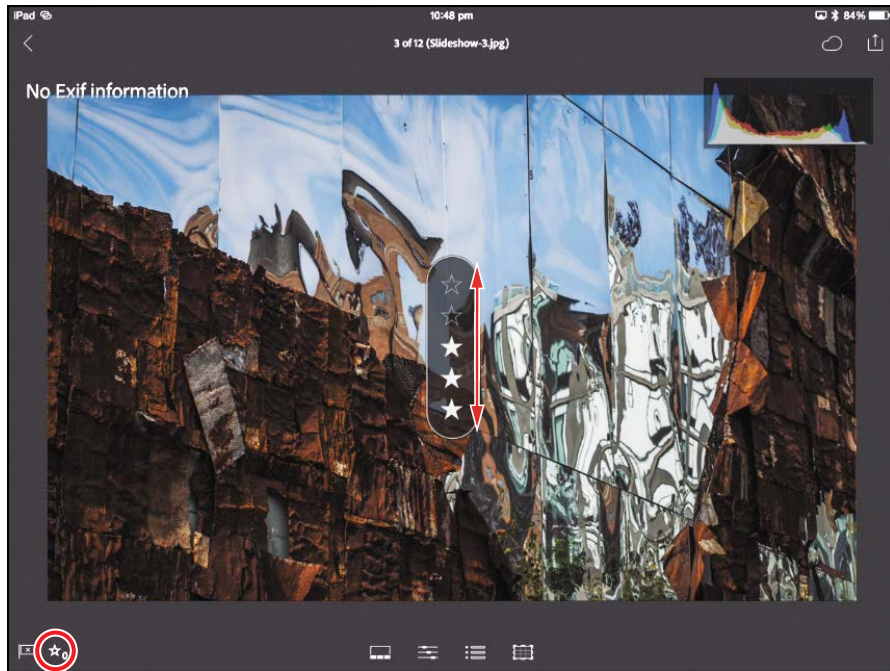 iPad
10:48 pm
84%
3 of 12 (Slideshow-3.jpg)
No Exif information
0